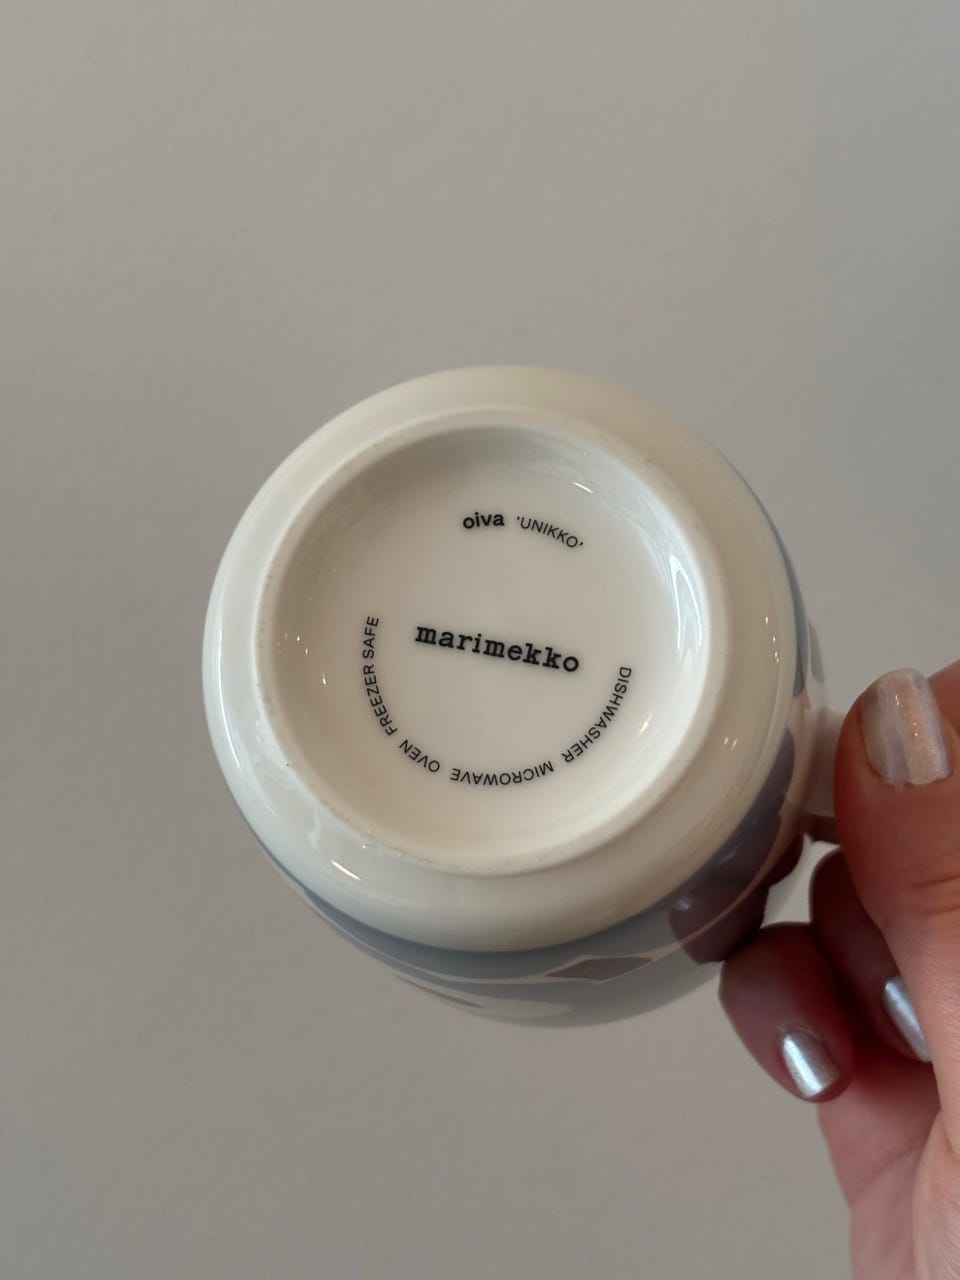 oiva 'UNIKKO'
marimekko
DISHWASHER MICROWAVE OVEN FREEZER SAFE